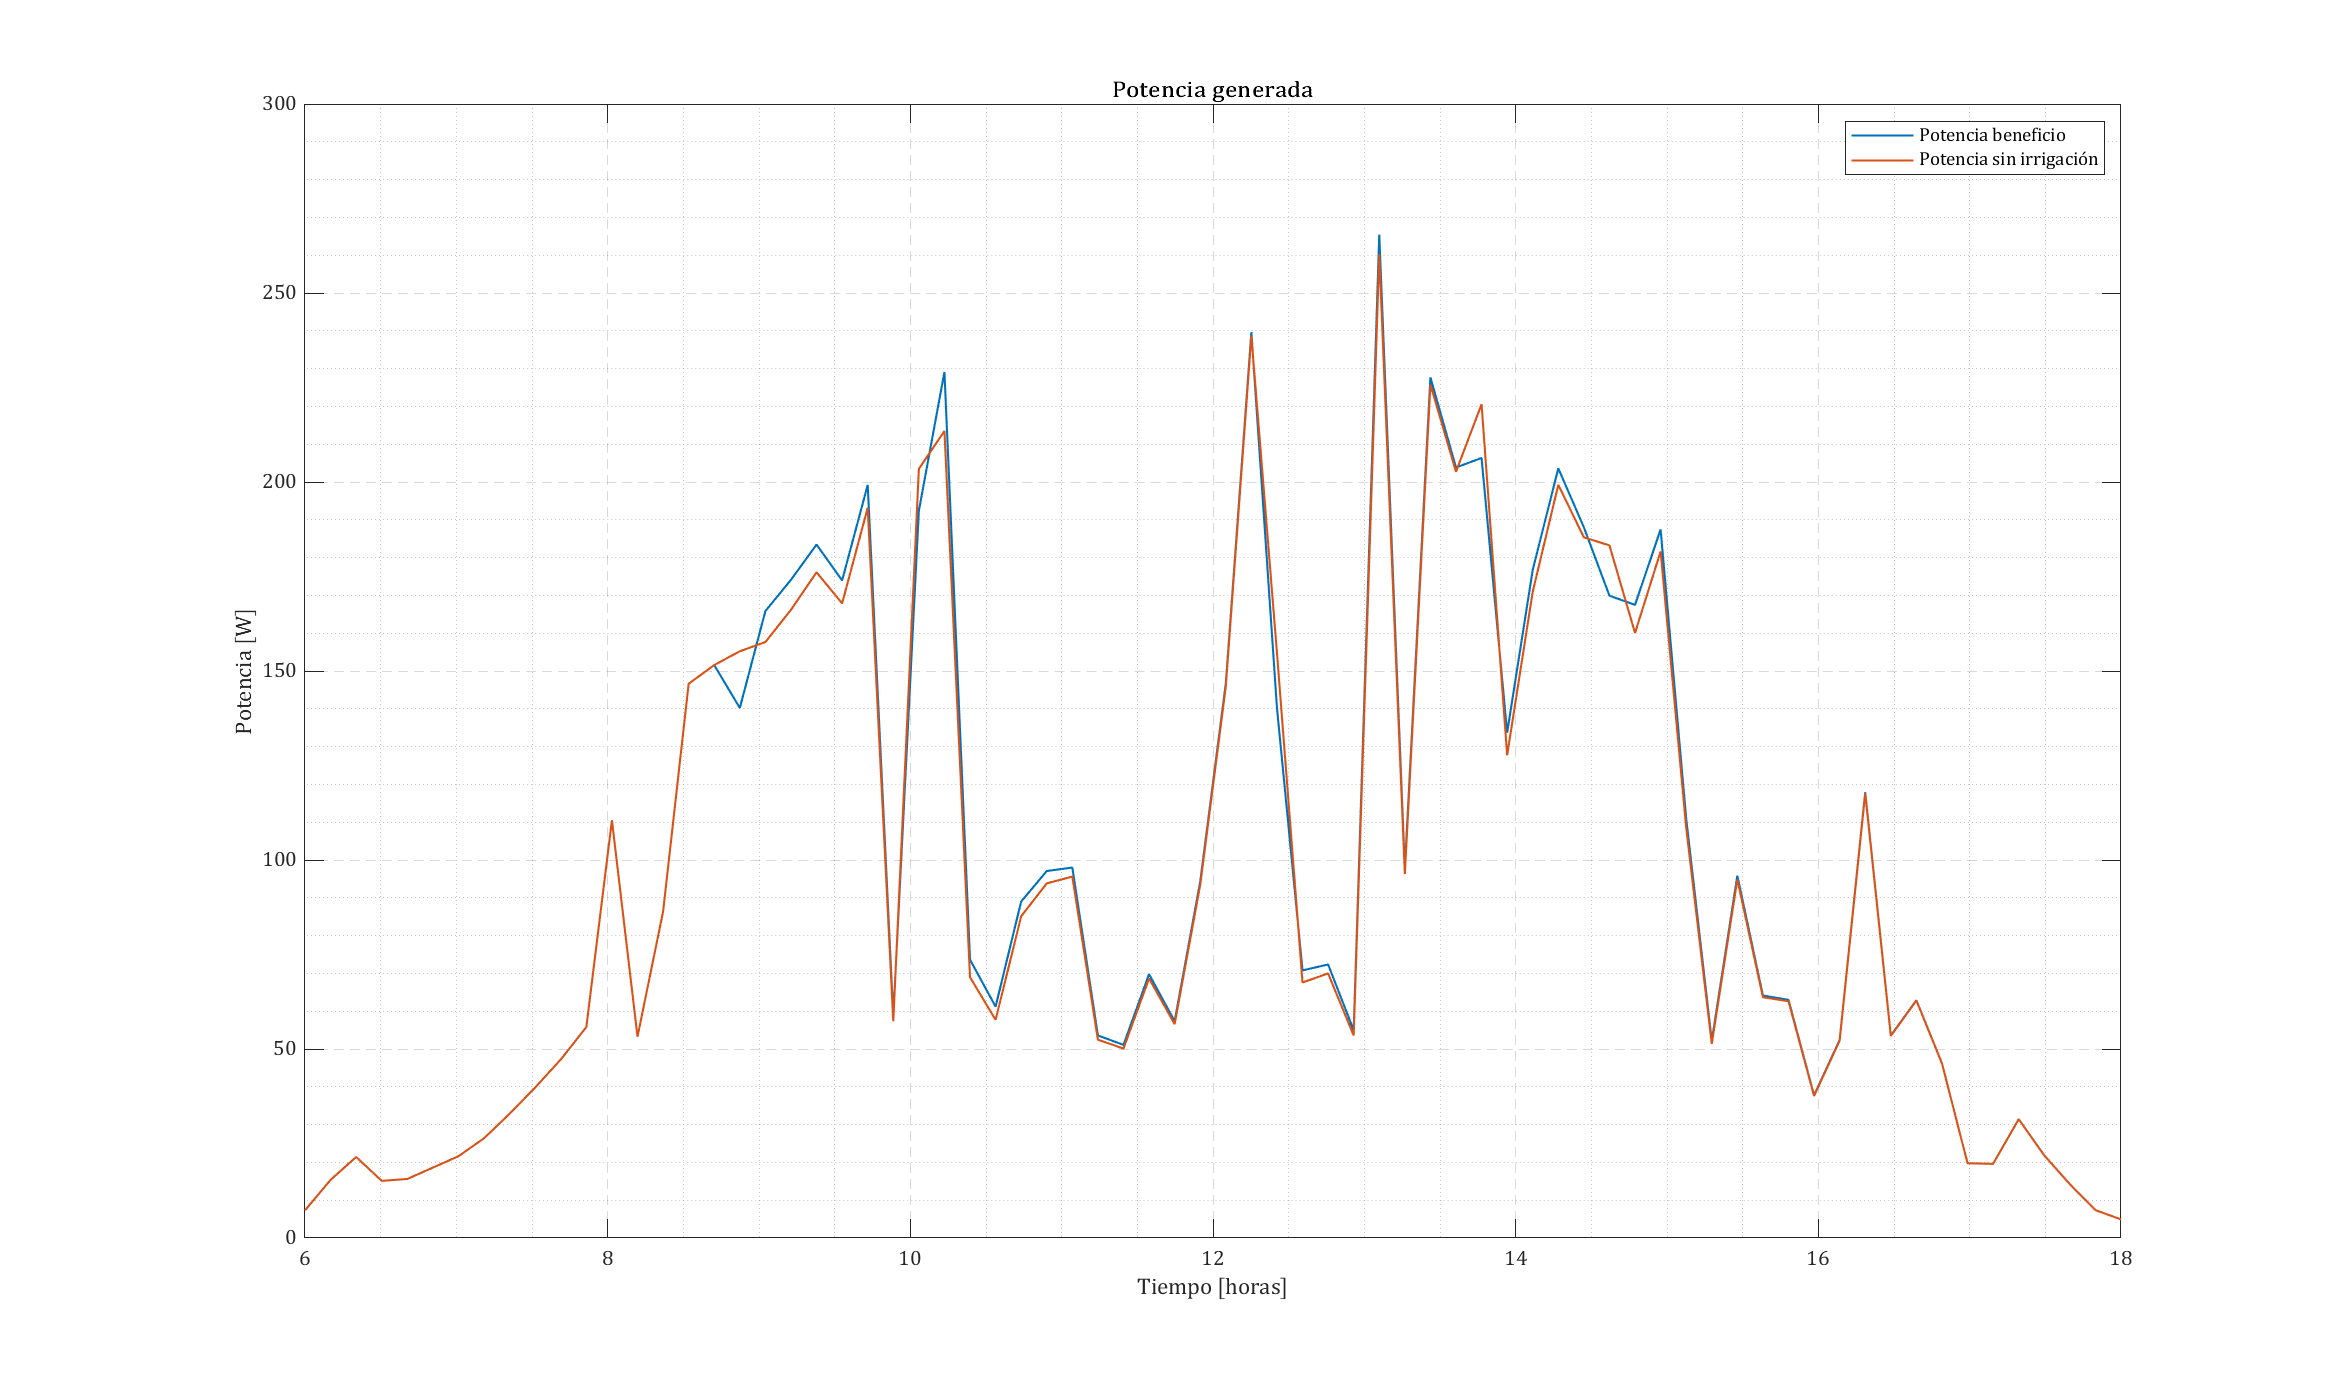 Potencia generada
300
250
200
150
100
50
0
Potencia [W]
Potencia beneficio
Potencia sin irrigación
6
8
10
12
14
16
18
Tiempo [horas]